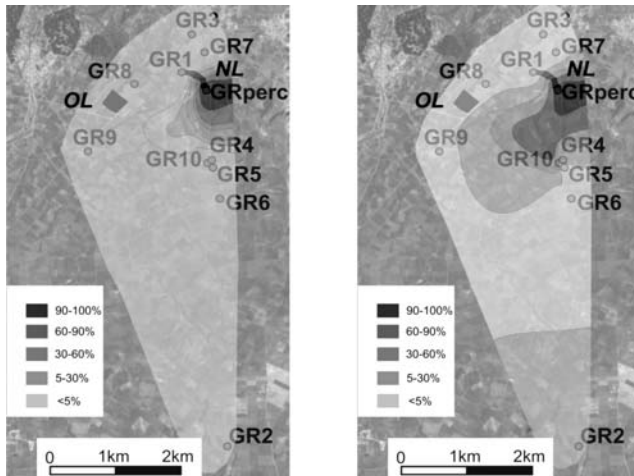 GR3
GR7
GR1
NL
GR8
GRperc
OL
GR9
GR4
GR10
GR5
GR6
90-100%
60-90%
30-60%
5-30%
<5%
GR2
0 1km 2km
GR3
GR7
GR1
NL
GR8
GRperc
OL
GR9
GR4
GR10
GR5
GR6
90-100%
60-90%
30-60%
5-30%
<5%
GR2
0 1km 2km